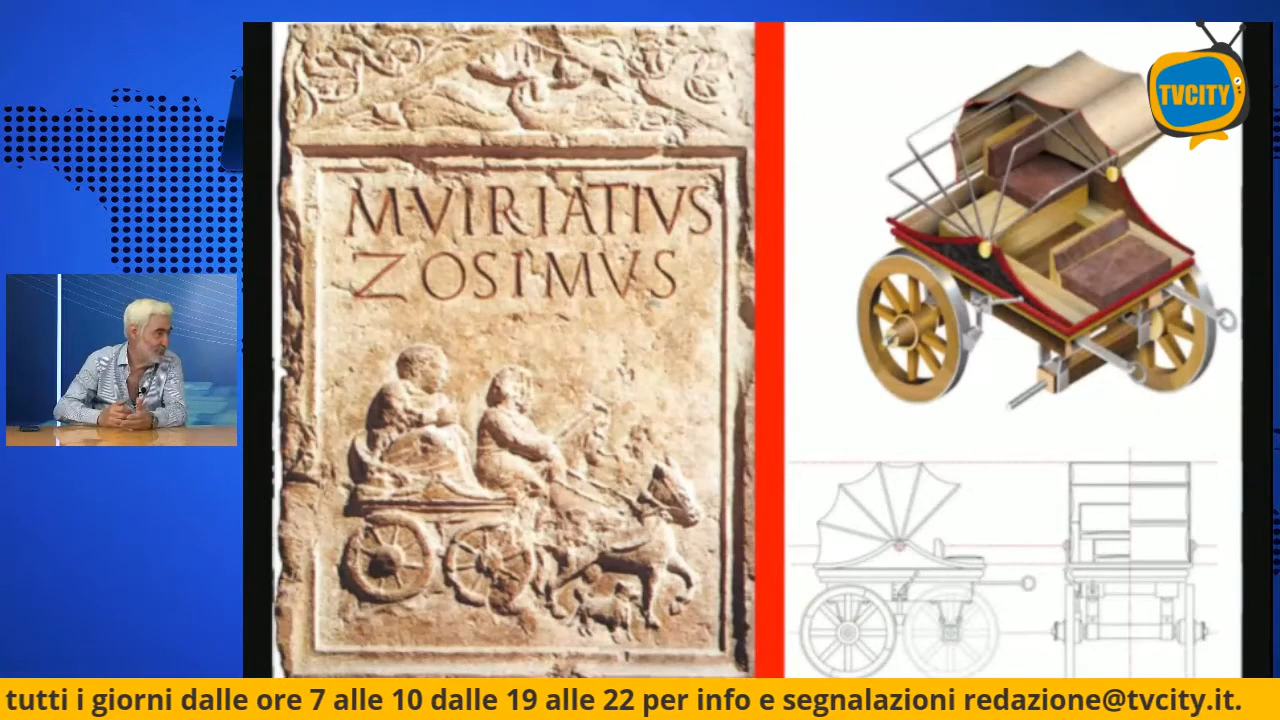 TVCITY
M·VIRIATIVS
ZOSIMVS
tutti i giorni dalle ore 7 alle 10 dalle 19 alle 22 per info e segnalazioni redazione@tvcity.it.